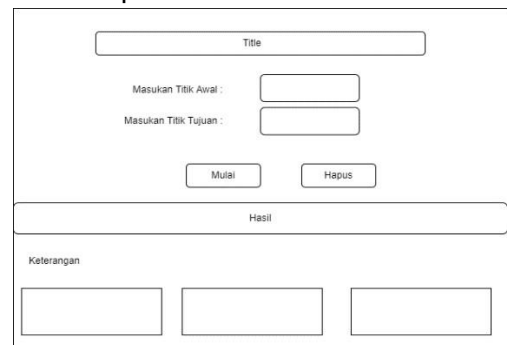 Title
Masukan Titik Awal :
Masukan Titik Tujuan :
Mulai
Hapus
Hasil
Keterangan